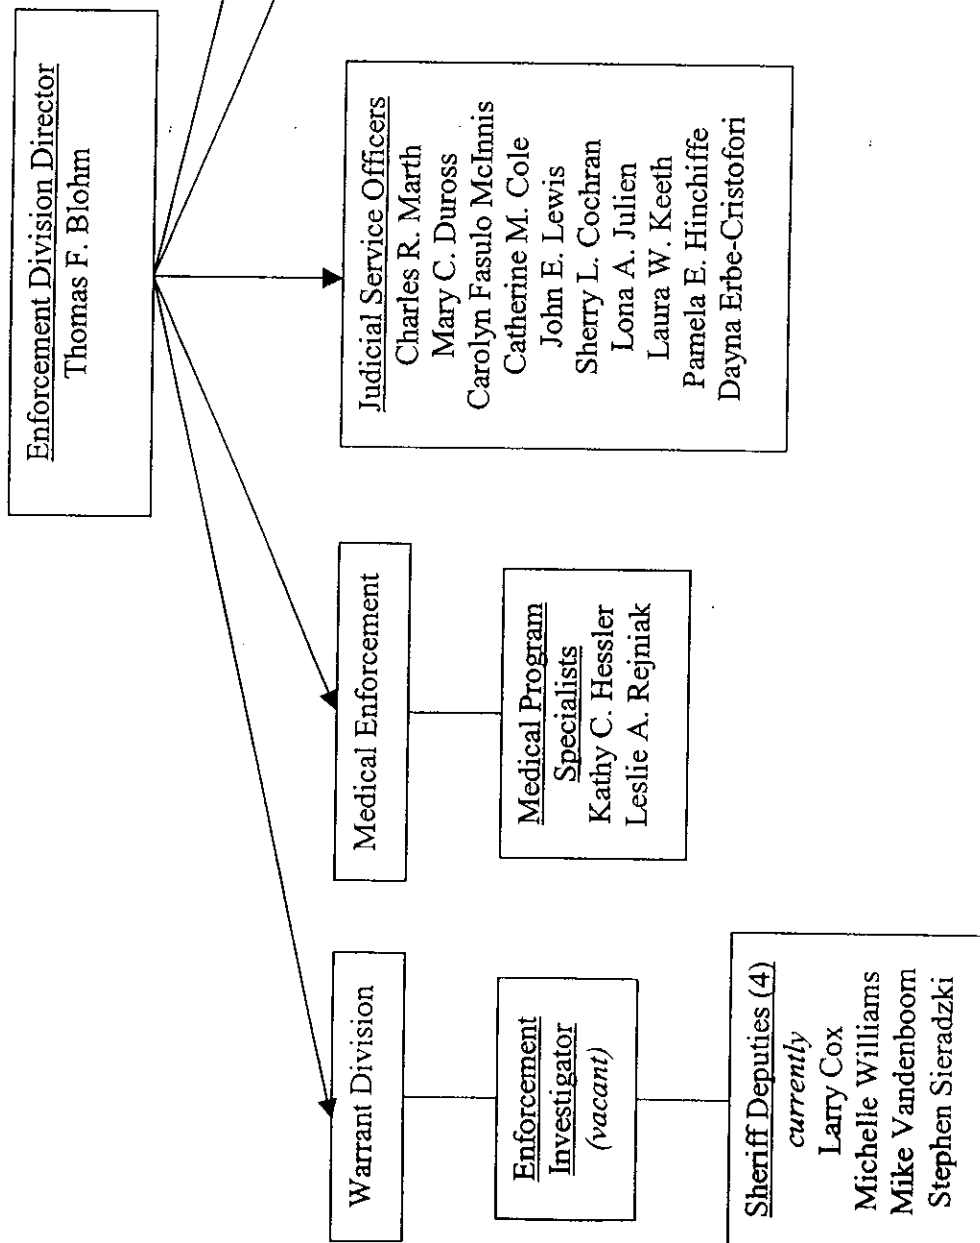 Enforcement Division Director
Thomas F. Blohm
Warrant Division
Enforcement
Investigator
(vacant)
Sheriff Deputies (4)
currently
Larry Cox
Michelle Williams
Mike Vandenboom
Stephen Sieradzki
Medical Enforcement
Medical Program
Specialists
Kathy C. Hessler
Leslie A. Rejniak
Judicial Service Officers
Charles R. Marth
Mary C. Duross
Carolyn Fasulo McInnis
Catherine M. Cole
John E. Lewis
Sherry L. Cochran
Lona A. Julien
Laura W. Keeth
Pamela E. Hinchiffe
Dayna Erbe-Cristofori